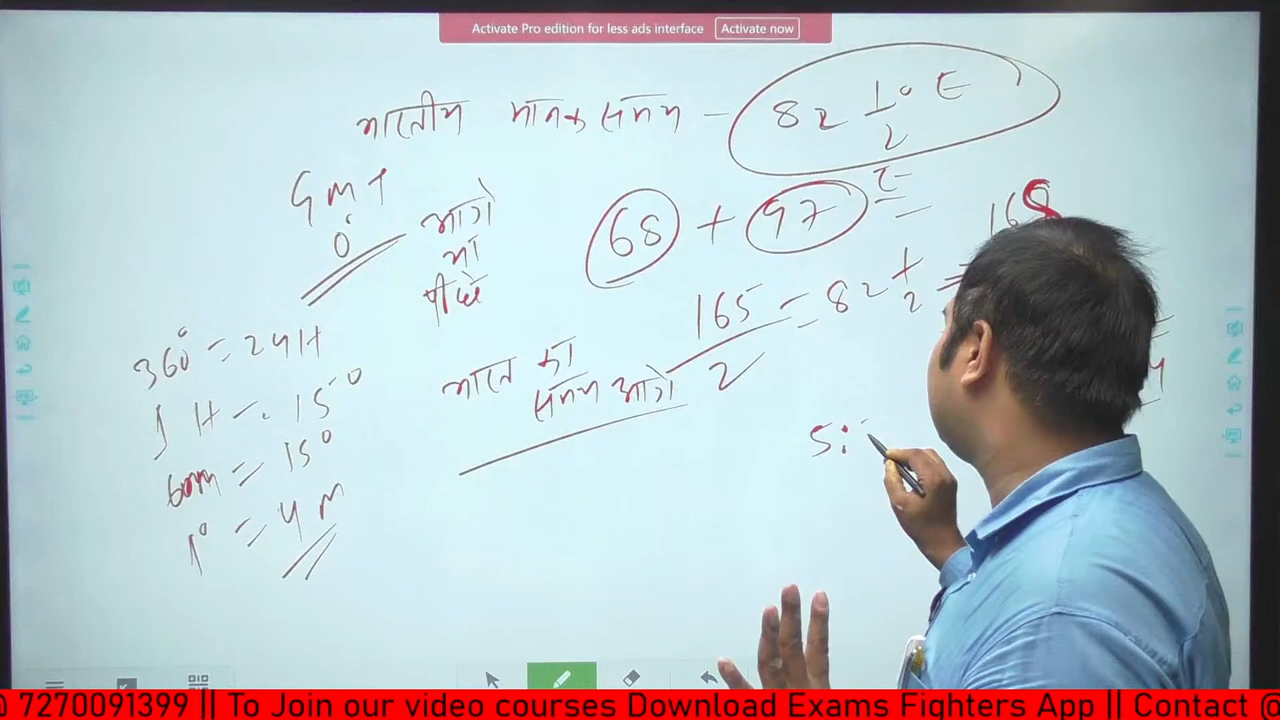 Activate Pro edition for less ads interface Activate now
भारतीय मानक समय - 82 1/2° E
GMT
0°
आगे
या
पीछे
68 + 97 E
168
165 = 82 1/2 =
2
360° = 24H
1 H = 15°
60m = 15°
1° = 4 M
भारत का
समय आगे
4
5:
@ 7270091399 || To Join our video courses Download Exams Fighters App || Contact @